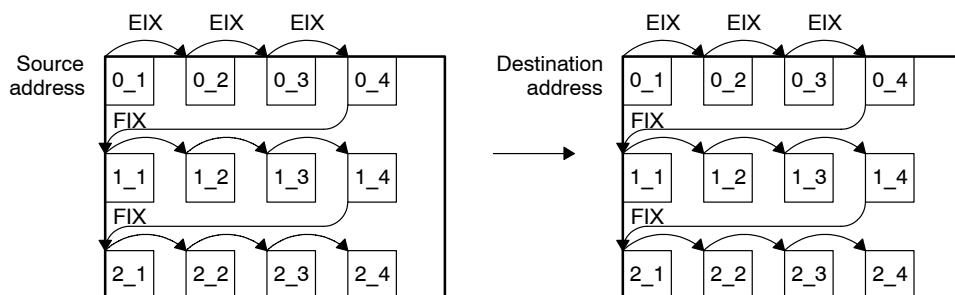 EIX EIX EIX EIX EIX EIX
Source
address
Destination
address
0_1 0_2 0_3 0_4 0_1 0_2 0_3 0_4
FIX FIX
1_1 1_2 1_3 1_4 1_1 1_2 1_3 1_4
FIX FIX
2_1 2_2 2_3 2_4 2_1 2_2 2_3 2_4